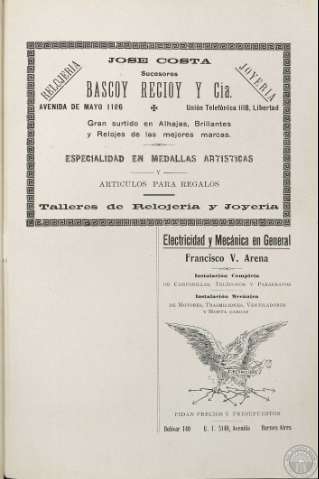 RELOJERIA
JOYERIA
JOSE COSTA
Sucesores
BASCOY RECIOY Y Cia.
AVENIDA DE MAYO 1106 Unión Telefónica 1118, Libertad
Gran surtido en Alhajas, Brillantes
y Relojes de las mejores marcas.
ESPECIALIDAD EN MEDALLAS ARTISTICAS
Y
ARTICULOS PARA REGALOS
Talleres de Relojería y Joyería
Electricidad y Mecánica en General
Francisco V. Arena
Instalación Completa
DE CAMPANILLAS, TELÉFONOS Y PARARRAYOS
Instalación Mecánica
DE MOTORES, TRASMISIONES, VENTILADORES
Y MONTA CARGAS
PIDAN PRECIOS Y PRESUPUESTOS
Bolívar 140 U. T. 3149, Avenida Buenos Aires